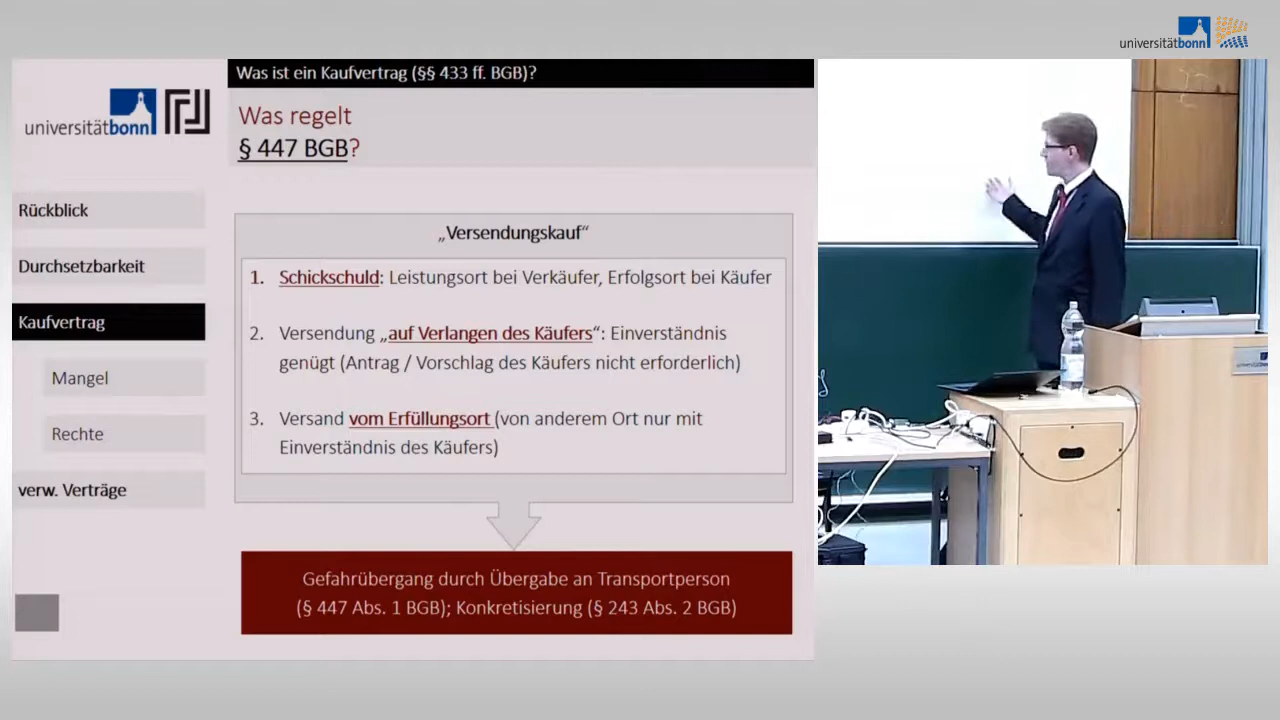 universitätbonn
Was ist ein Kaufvertrag (§§ 433 ff. BGB)?
universitätbonn
Was regelt
§ 447 BGB?
Rückblick
Durchsetzbarkeit
Kaufvertrag
Mangel
Rechte
verw. Verträge
„Versendungskauf“
1. Schickschuld: Leistungsort bei Verkäufer, Erfolgsort bei Käufer
2. Versendung „auf Verlangen des Käufers“: Einverständnis
genügt (Antrag / Vorschlag des Käufers nicht erforderlich)
3. Versand vom Erfüllungsort (von anderem Ort nur mit
Einverständnis des Käufers)
Gefahrübergang durch Übergabe an Transportperson
(§ 447 Abs. 1 BGB); Konkretisierung (§ 243 Abs. 2 BGB)